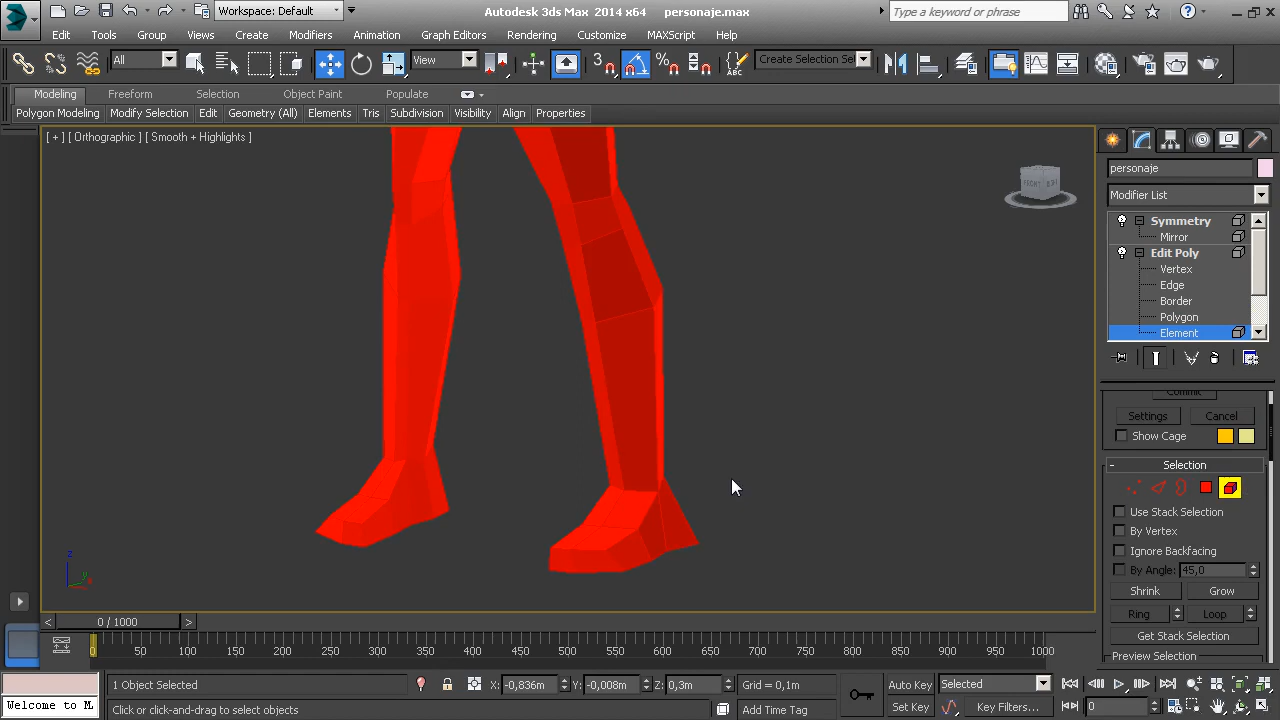 Workspace: Default
Autodesk 3ds Max 2014 x64 personaje.max
Type a keyword or phrase
Edit Tools Group Views Create Modifiers Animation Graph Editors Rendering Customize MAXScript Help
All
View
3
Create Selection Se
Modeling Freeform Selection Object Paint Populate
Polygon Modeling Modify Selection Edit Geometry (All) Elements Tris Subdivision Visibility Align Properties
[ + ] [ Orthographic ] [ Smooth + Highlights ]
FRONT
personaje
Modifier List
Symmetry
Mirror
Edit Poly
Vertex
Edge
Border
Polygon
Element
Commit
Settings Cancel
Show Cage
- Selection
Use Stack Selection
By Vertex
Ignore Backfacing
By Angle: 45,0
Shrink Grow
Ring Loop
Get Stack Selection
Preview Selection
z
y
x
< 0 / 1000 >
0 50 100 150 200 250 300 350 400 450 500 550 600 650 700 750 800 850 900 950 1000
1 Object Selected
X: -0,836m Y: -0,008m Z: 0,3m Grid = 0,1m
Auto Key Selected
Welcome to M
Click or click-and-drag to select objects
Add Time Tag
Set Key Key Filters... 0